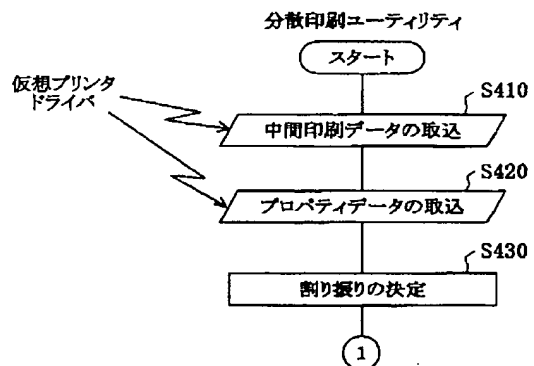 分散印刷ユーティリティ
スタート
仮想プリンタ
ドライバ
S410
中間印刷データの取込
S420
プロパティデータの取込
S430
割り振りの決定
1